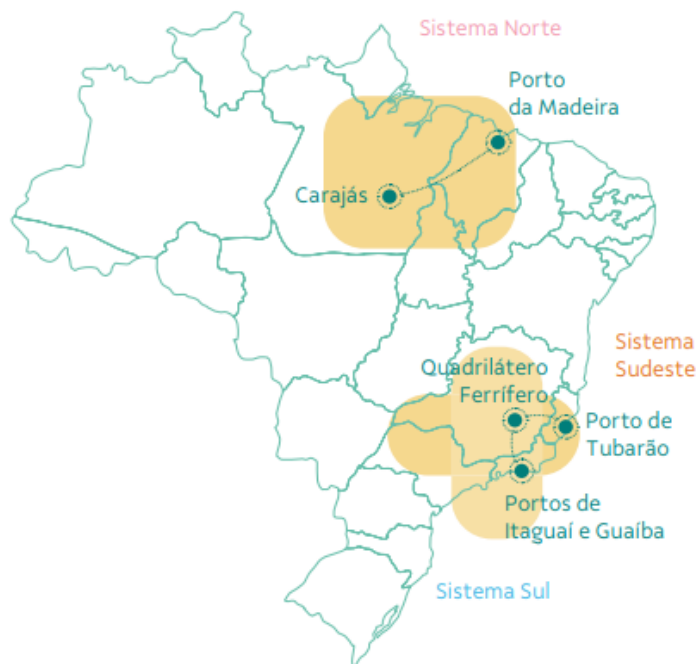 Sistema Norte
Porto
da Madeira
Carajás
Sistema
Sudeste
Quadrilátero
Ferrífero
Porto de
Tubarão
Portos de
Itaguaí e Guaíba
Sistema Sul